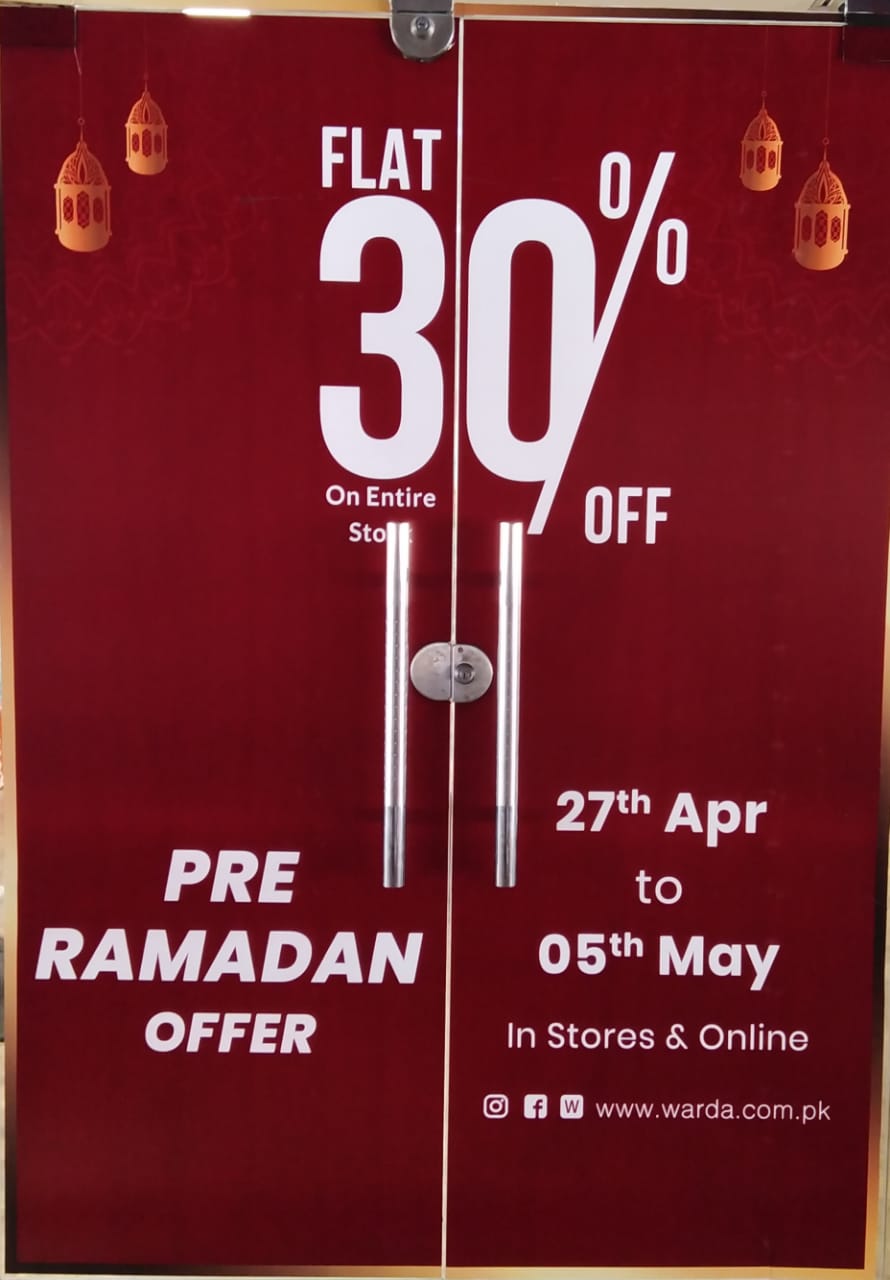 FLAT
30%
On Entire
OFF
PRE
RAMADAN
OFFER
27th Apr
to
05th May
In Stores & Online
W www.warda.com.pk